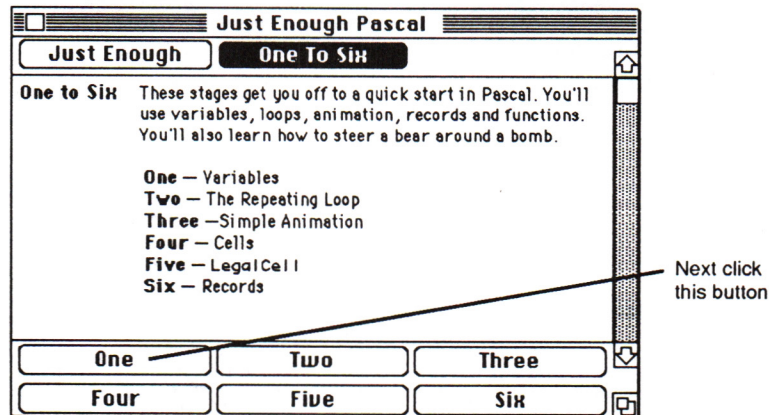 Just Enough Pascal
Just Enough
One To Six
One to Six
These stages get you off to a quick start in Pascal. You'll
use variables, loops, animation, records and functions.
You'll also learn how to steer a bear around a bomb.
One — Variables
Two — The Repeating Loop
Three —Simple Animation
Four — Cells
Five — LegalCell
Six — Records
Next click
this button
One
Two
Three
Four
Five
Six